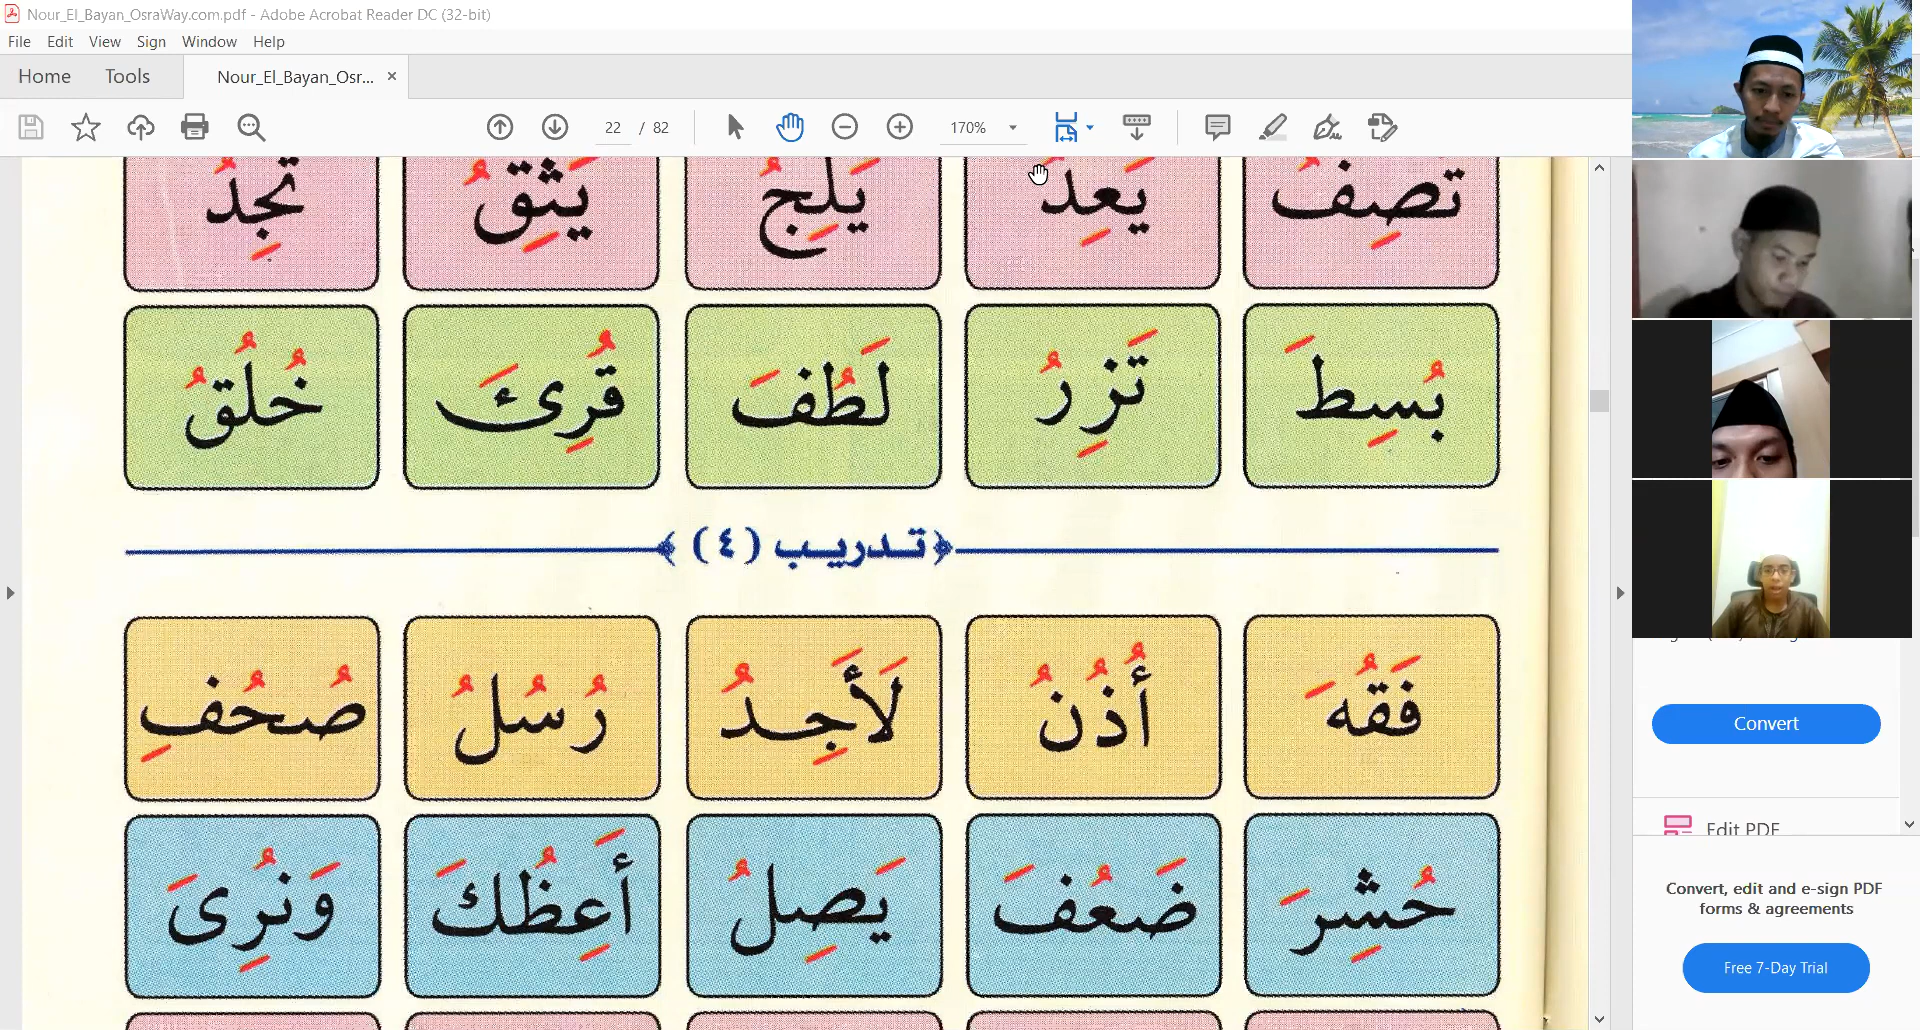 Nour_El_Bayan_OsraWay.com.pdf - Adobe Acrobat Reader DC (32-bit)
File Edit View Sign Window Help
Home Tools Nour_El_Bayan_Osr... ×
22 / 82 170%
تَصِفُ يَعِدُ يَلِجُ يَثِقُ تَجِدُ
بُسِطَ تَزِرُ لَطُفَ قُرِئَ خُلُقُ
تدريب (٤)
فَقُهَ أُذُنُ لَأَجِدُ رُسُلُ صُحُفِ
حُشِرَ ضَعُفَ يَصِلُ أَعِظُكَ وَنُرِىَ
Convert
Edit PDF
Convert, edit and e-sign PDF
forms & agreements
Free 7-Day Trial